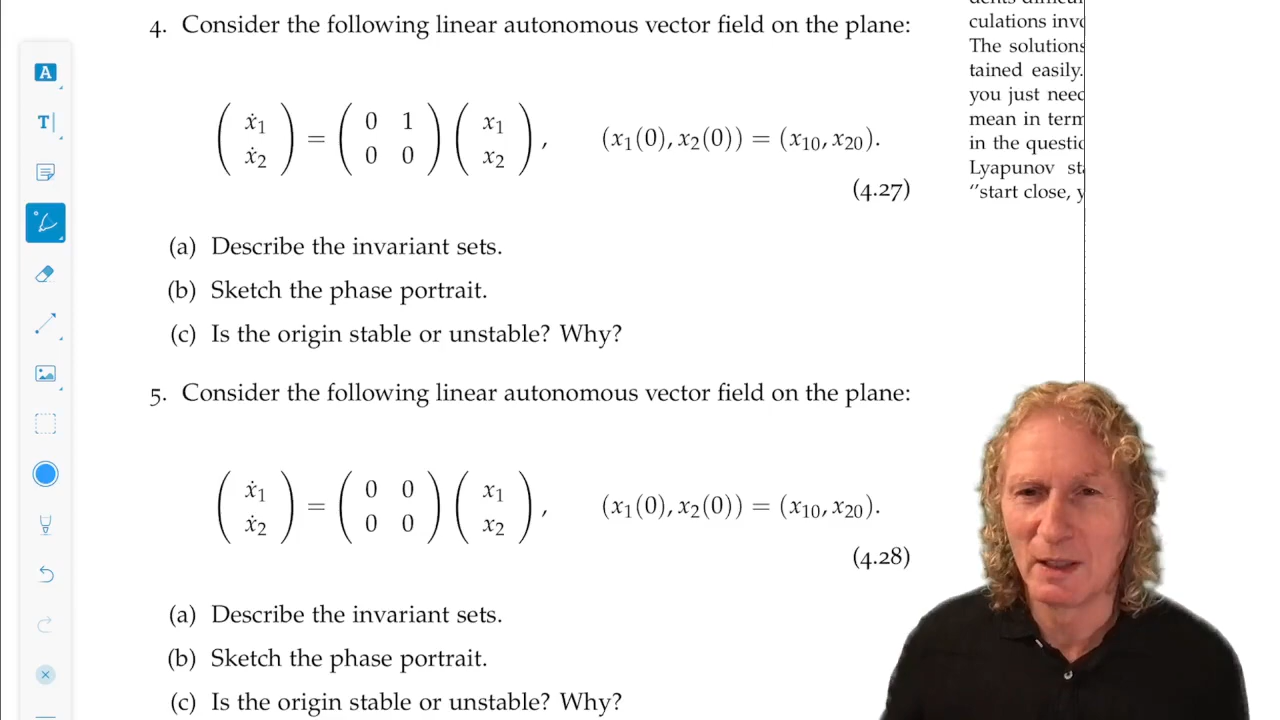 4. Consider the following linear autonomous vector field on the plane:
( ẋ₁ ẋ₂ ) = ( 0 1 0 0 ) ( x₁ x₂ ), (x₁(0), x₂(0)) = (x₁₀, x₂₀).
(4.27)
(a) Describe the invariant sets.
(b) Sketch the phase portrait.
(c) Is the origin stable or unstable? Why?
5. Consider the following linear autonomous vector field on the plane:
( ẋ₁ ẋ₂ ) = ( 0 0 0 0 ) ( x₁ x₂ ), (x₁(0), x₂(0)) = (x₁₀, x₂₀).
(4.28)
(a) Describe the invariant sets.
(b) Sketch the phase portrait.
(c) Is the origin stable or unstable? Why?
culations invo
The solutions
tained easily.
you just need
mean in term
in the questio
Lyapunov sta
"start close, y
A
T